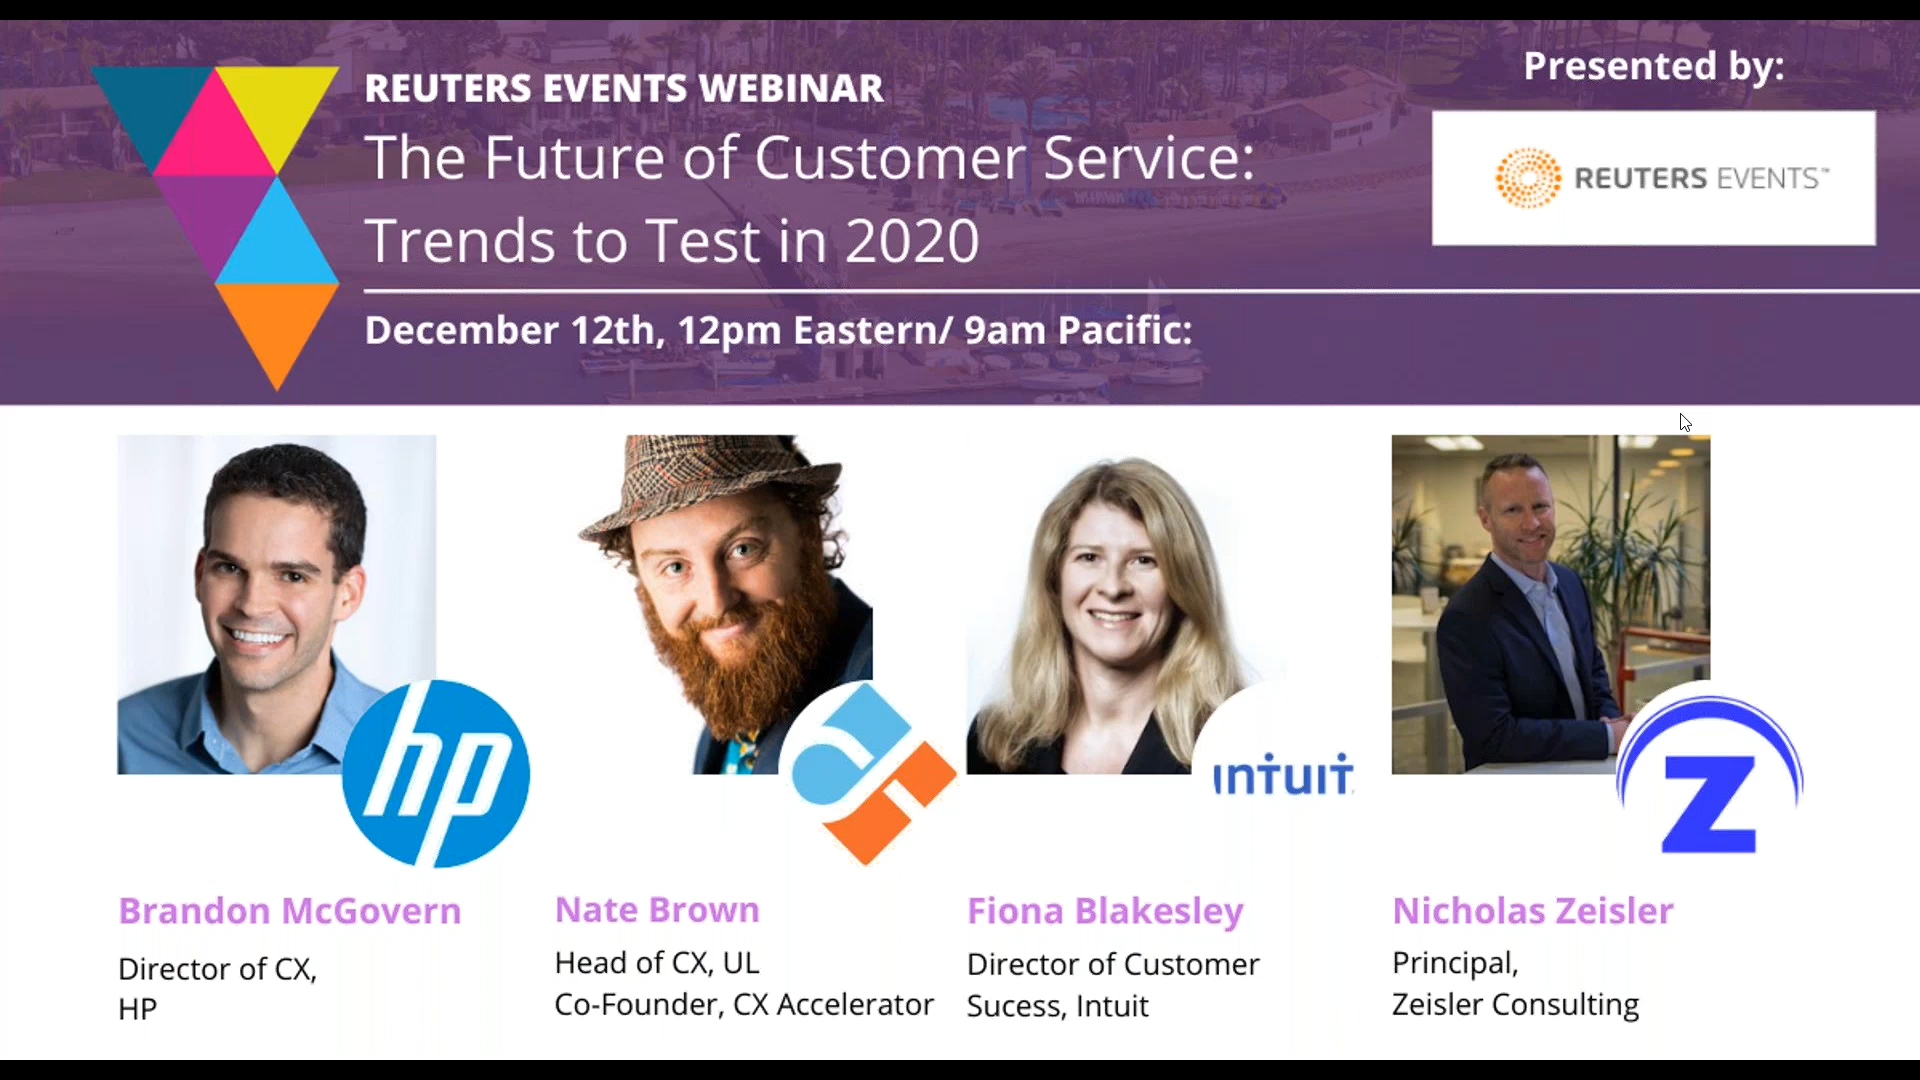 REUTERS EVENTS WEBINAR
The Future of Customer Service:
Trends to Test in 2020
December 12th, 12pm Eastern/ 9am Pacific:
Presented by:
REUTERS EVENTS™
hp
intuit
Z
Brandon McGovern
Director of CX,
HP
Nate Brown
Head of CX, UL
Co-Founder, CX Accelerator
Fiona Blakesley
Director of Customer
Sucess, Intuit
Nicholas Zeisler
Principal,
Zeisler Consulting